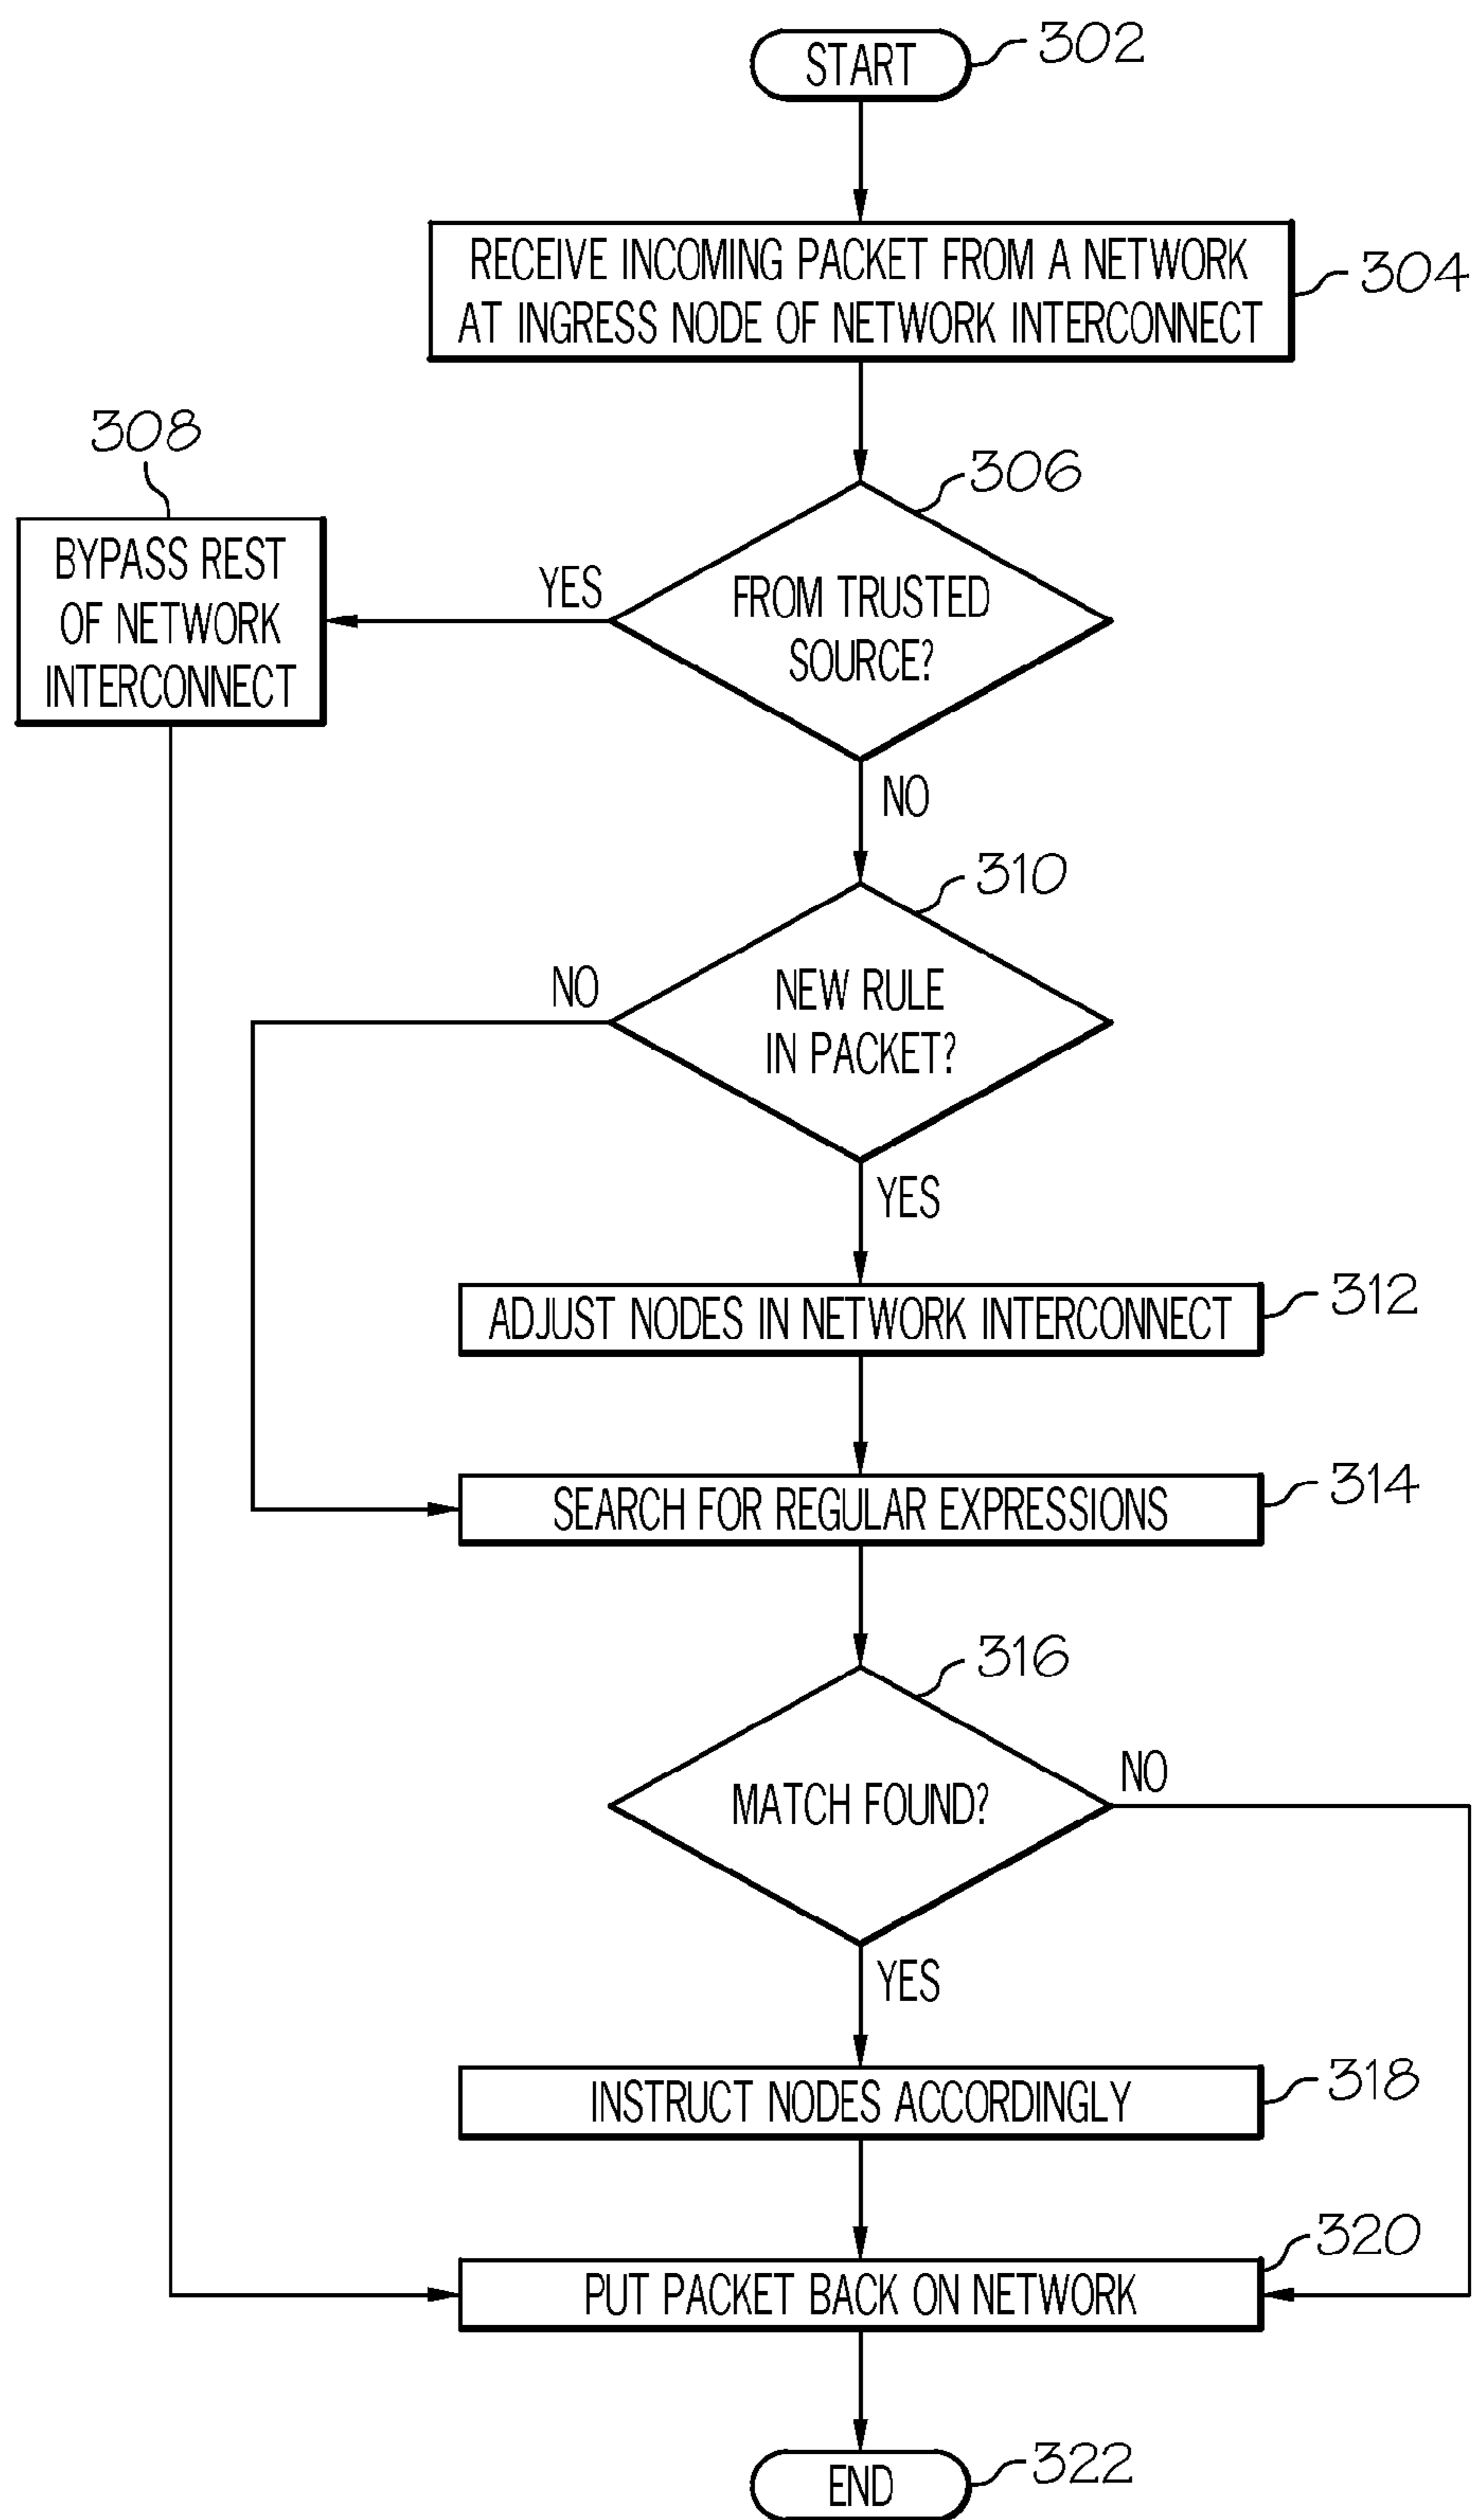 START
302
RECEIVE INCOMING PACKET FROM A NETWORK
AT INGRESS NODE OF NETWORK INTERCONNECT
304
306
FROM TRUSTED
SOURCE?
YES
308
BYPASS REST
OF NETWORK
INTERCONNECT
NO
310
NEW RULE
IN PACKET?
NO
YES
312
ADJUST NODES IN NETWORK INTERCONNECT
314
SEARCH FOR REGULAR EXPRESSIONS
316
MATCH FOUND?
NO
YES
318
INSTRUCT NODES ACCORDINGLY
320
PUT PACKET BACK ON NETWORK
END
322